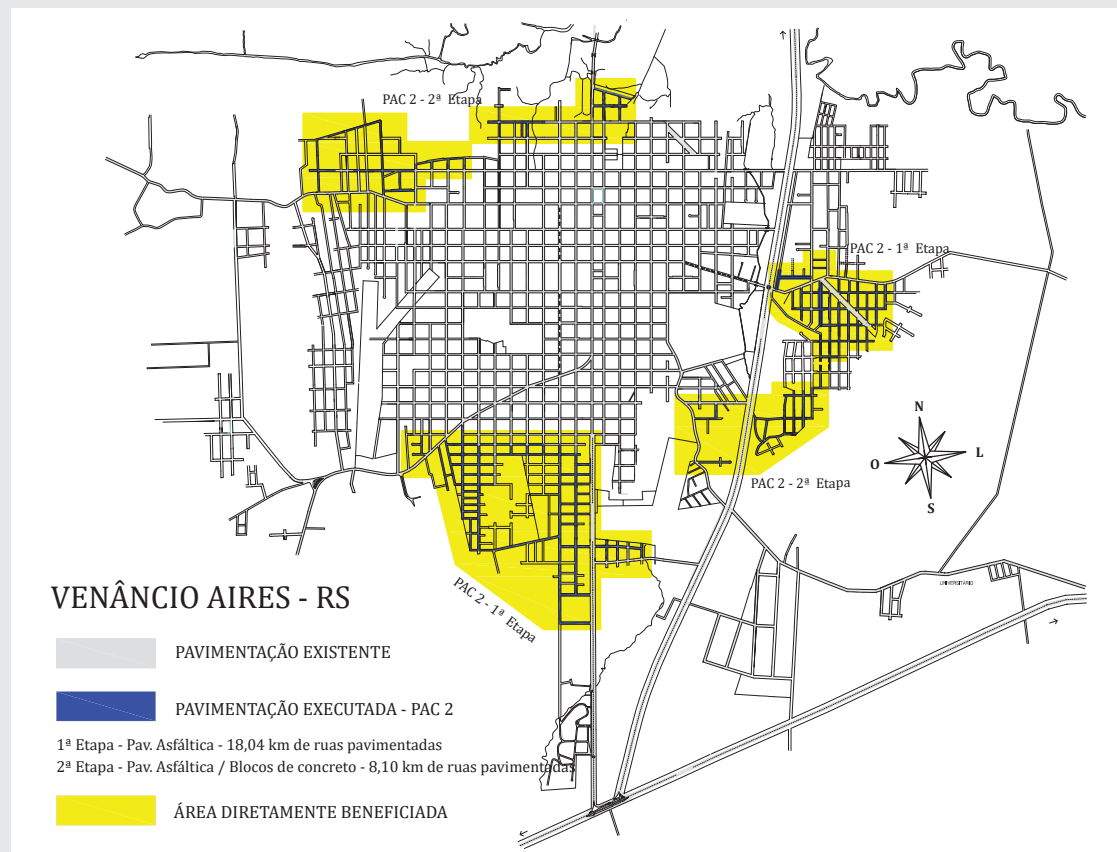 PAC 2 - 2ª Etapa
PAC 2 - 1ª Etapa
N
L
O
S
PAC 2 - 2ª Etapa
UNIVERSITÁRIO
PAC 2 - 1ª Etapa
VENÂNCIO AIRES - RS
PAVIMENTAÇÃO EXISTENTE
PAVIMENTAÇÃO EXECUTADA - PAC 2
1ª Etapa - Pav. Asfáltica - 18,04 km de ruas pavimentadas
2ª Etapa - Pav. Asfáltica / Blocos de concreto - 8,10 km de ruas pavimentadas
ÁREA DIRETAMENTE BENEFICIADA